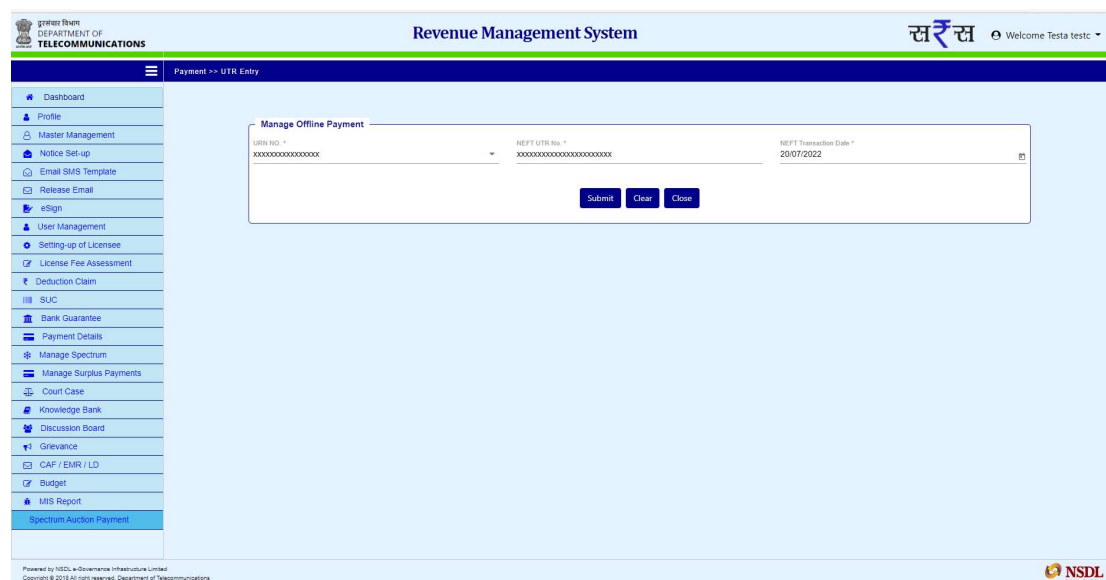 दूरसंचार विभाग
DEPARTMENT OF
TELECOMMUNICATIONS
Revenue Management System
स₹स
Welcome Testa testc
Payment >> UTR Entry
Dashboard
Profile
Master Management
Notice Set-up
Email SMS Template
Release Email
eSign
User Management
Setting-up of Licensee
License Fee Assessment
₹ Deduction Claim
SUC
Bank Guarantee
Payment Details
Manage Spectrum
Manage Surplus Payments
Court Case
Knowledge Bank
Discussion Board
Grievance
CAF / EMR / LD
Budget
MIS Report
Spectrum Auction Payment
Manage Offline Payment
URN NO. *
xxxxxxxxxxxxxxxx
NEFT UTR No. *
xxxxxxxxxxxxxxxxxxxxxxx
NEFT Transaction Date *
20/07/2022
Submit Clear Close
Powered by NSDL e-Governance Infrastructure Limited
Copyright @ 2018 All right reserved. Department of Telecommunications
NSDL